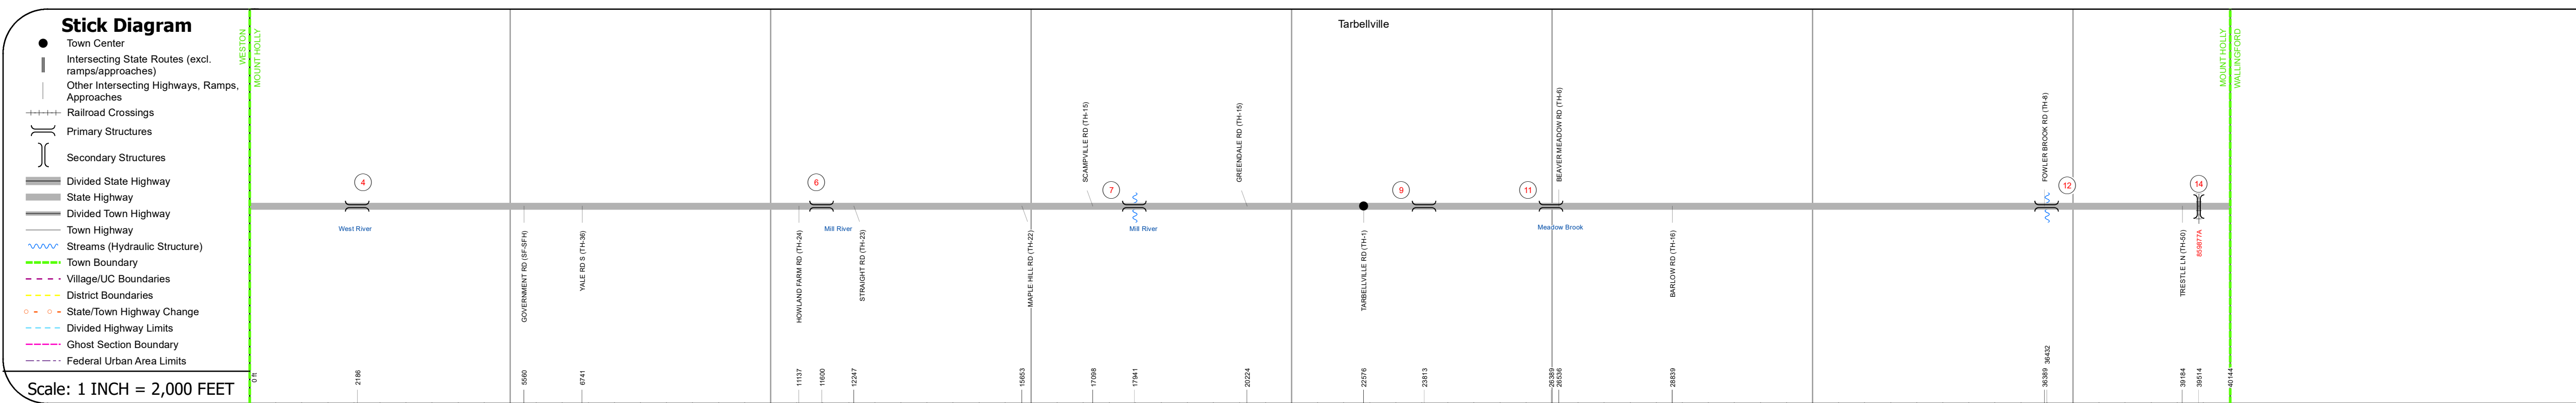 Stick Diagram
Town Center
Intersecting State Routes (excl.
ramps/approaches)
Other Intersecting Highways, Ramps,
Approaches
Railroad Crossings
Primary Structures
Secondary Structures
Divided State Highway
State Highway
Divided Town Highway
Town Highway
Streams (Hydraulic Structure)
Town Boundary
Village/UC Boundaries
District Boundaries
State/Town Highway Change
Divided Highway Limits
Ghost Section Boundary
Federal Urban Area Limits
Scale: 1 INCH = 2,000 FEET
WESTON
MOUNT HOLLY
Tarbellville
MOUNT HOLLY
WALLINGFORD
SCAMPVILLE RD (TH-15)
GREENDALE RD (TH-15)
BEAVER MEADOW RD (TH-6)
FOWLER BROOK RD (TH-8)
4
6
7
9
11
12
14
West River
Mill River
Mill River
Meadow Brook
GOVERNMENT RD (SF-SFH)
YALE RD S (TH-36)
HOWLAND FARM RD (TH-24)
STRAIGHT RD (TH-23)
MAPLE HILL RD (TH-22)
TARBELLVILLE RD (TH-1)
BARLOW RD (TH-16)
TRESTLE LN (TH-50)
859877A
0 ft
2186
5560
6741
11137
11600
12247
15653
17098
17941
20224
22576
23813
26389
26536
28839
36389
36432
39184
39514
40144